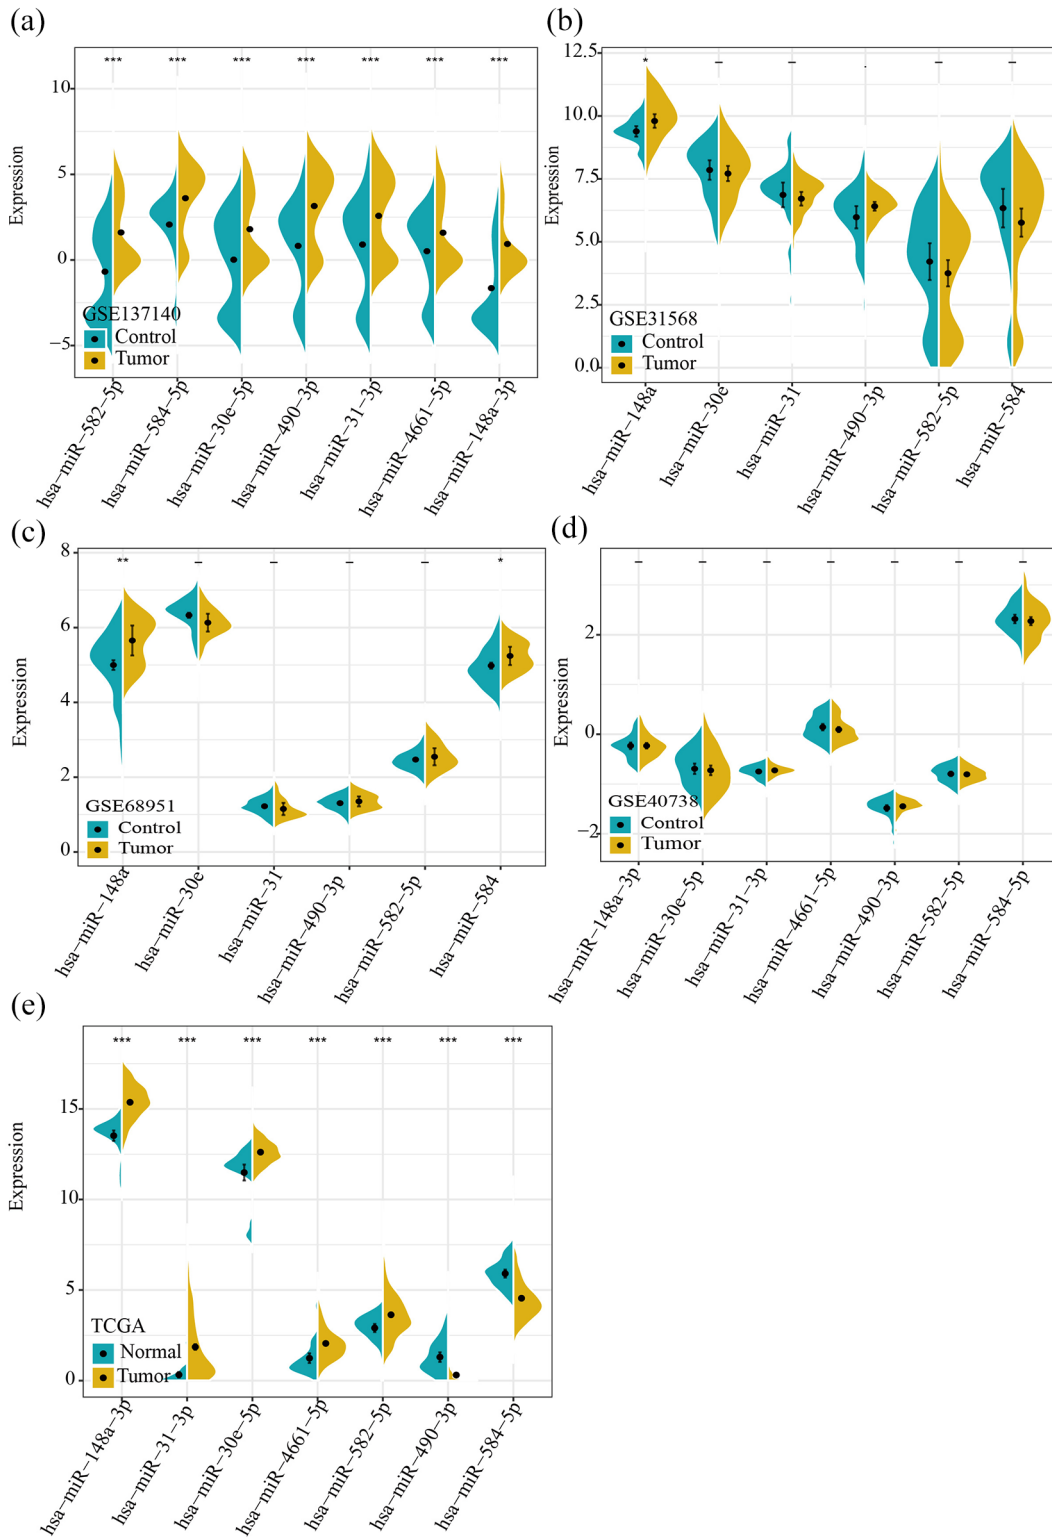 (a)
*** *** *** *** *** *** ***
10
5
0
−5
Expression
GSE137140
Control
Tumor
hsa−miR−582−5p
hsa−miR−584−5p
hsa−miR−30e−5p
hsa−miR−490−3p
hsa−miR−31−3p
hsa−miR−4661−5p
hsa−miR−148a−3p
(b)
* – – . – –
12.5
10.0
7.5
5.0
2.5
0.0
Expression
GSE31568
Control
Tumor
hsa−miR−148a
hsa−miR−30e
hsa−miR−31
hsa−miR−490−3p
hsa−miR−582−5p
hsa−miR−584
(c)
** – – – – *
8
6
4
2
0
Expression
GSE68951
Control
Tumor
hsa−miR−148a
hsa−miR−30e
hsa−miR−31
hsa−miR−490−3p
hsa−miR−582−5p
hsa−miR−584
(d)
– – – – – – –
2
0
−2
Expression
GSE40738
Control
Tumor
hsa−miR−148a−3p
hsa−miR−30e−5p
hsa−miR−31−3p
hsa−miR−4661−5p
hsa−miR−490−3p
hsa−miR−582−5p
hsa−miR−584−5p
(e)
*** *** *** *** *** *** ***
15
10
5
0
Expression
TCGA
Normal
Tumor
hsa−miR−148a−3p
hsa−miR−31−3p
hsa−miR−30e−5p
hsa−miR−4661−5p
hsa−miR−582−5p
hsa−miR−490−3p
hsa−miR−584−5p